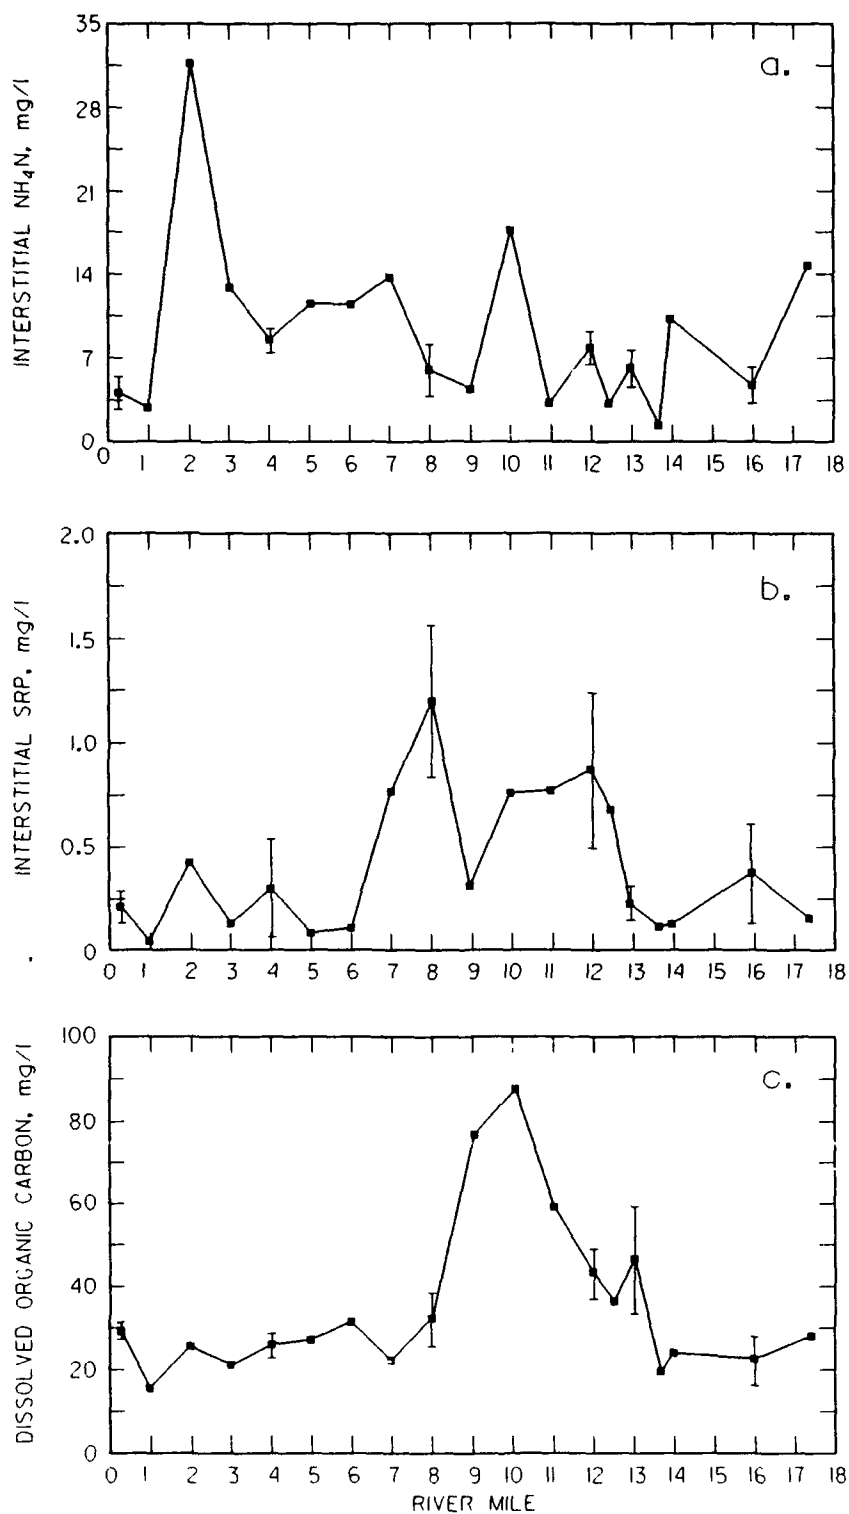 a.
INTERSTITIAL NH₄N, mg/l
35
28
21
14
7
0
0 1 2 3 4 5 6 7 8 9 10 11 12 13 14 15 16 17 18
b.
INTERSTITIAL SRP, mg/l
2.0
1.5
1.0
0.5
0
0 1 2 3 4 5 6 7 8 9 10 11 12 13 14 15 16 17 18
c.
DISSOLVED ORGANIC CARBON, mg/l
100
80
60
40
20
0
0 1 2 3 4 5 6 7 8 9 10 11 12 13 14 15 16 17 18
RIVER MILE